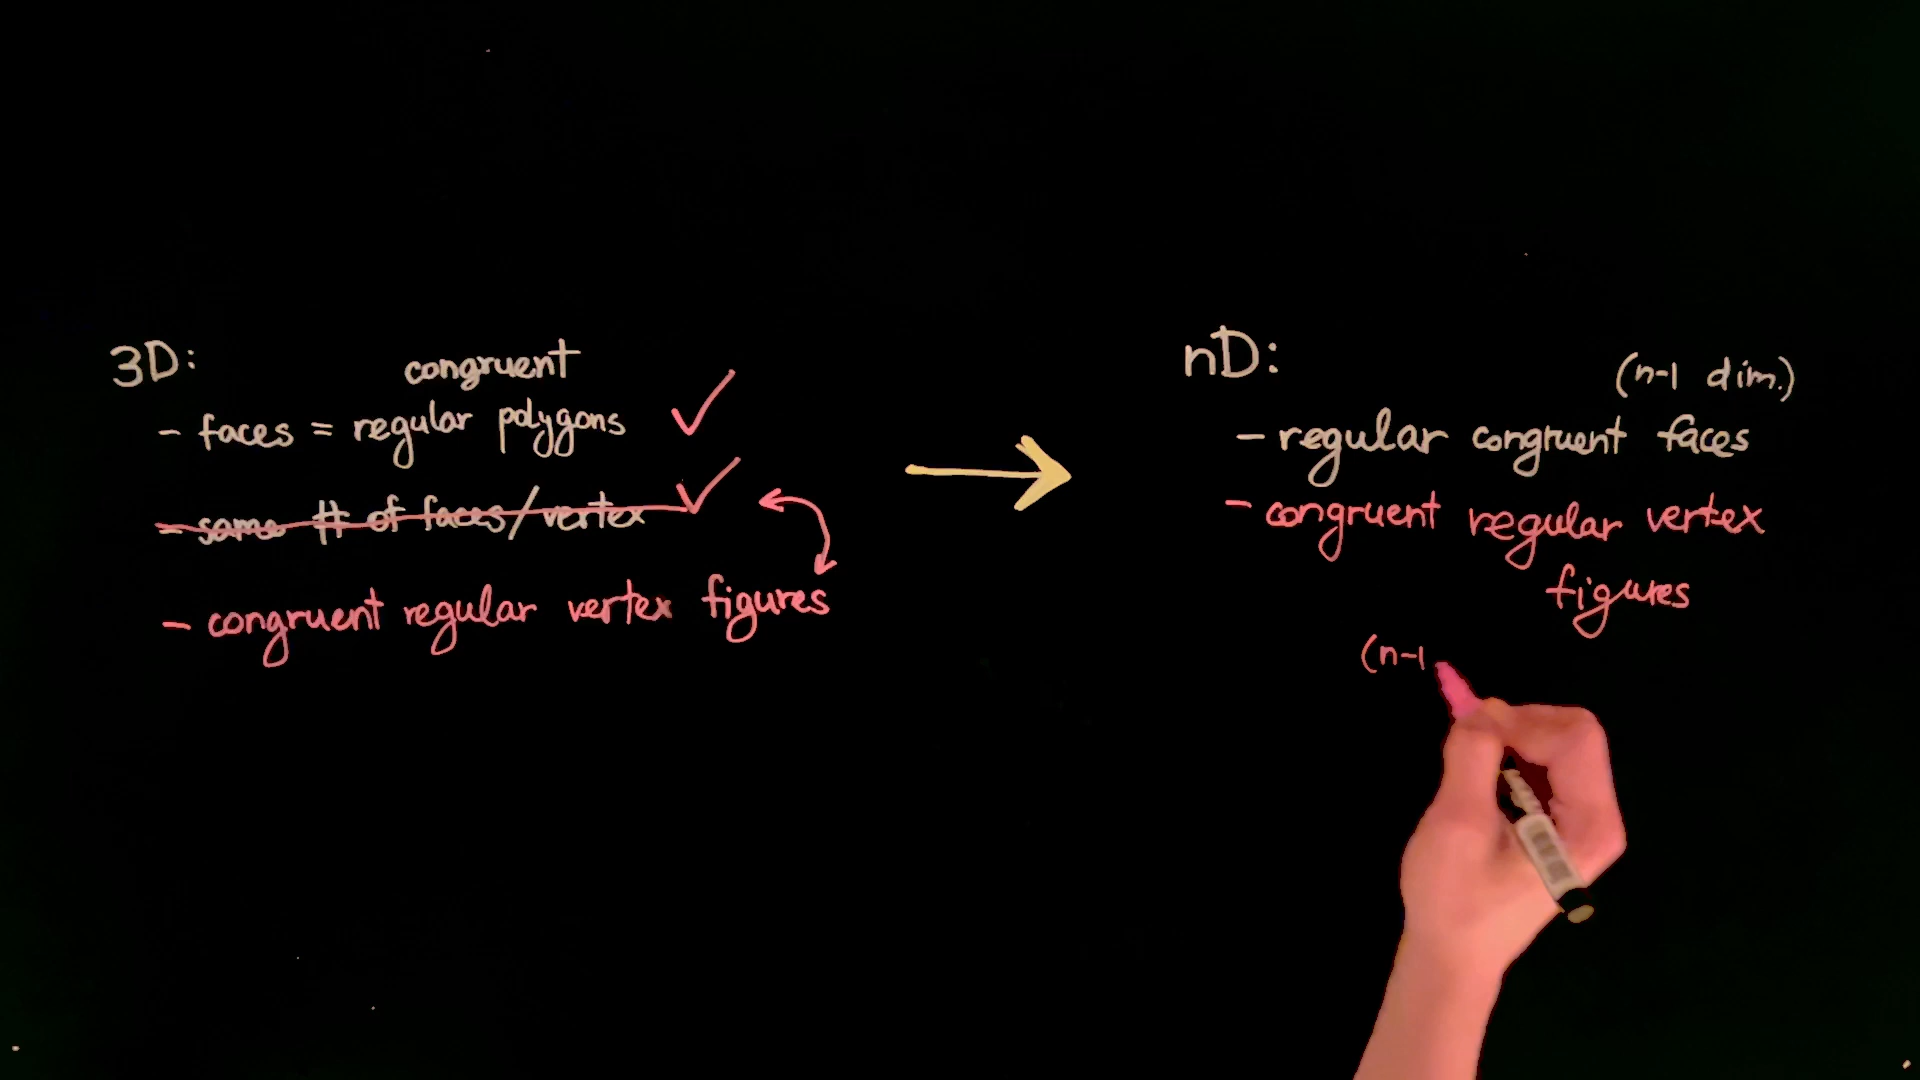 3D:
congruent
- faces = regular polygons ✓
- same # of faces/vertex ✓
- congruent regular vertex figures
nD:
(n-1 dim.)
- regular congruent faces
- congruent regular vertex
figures
(n-1